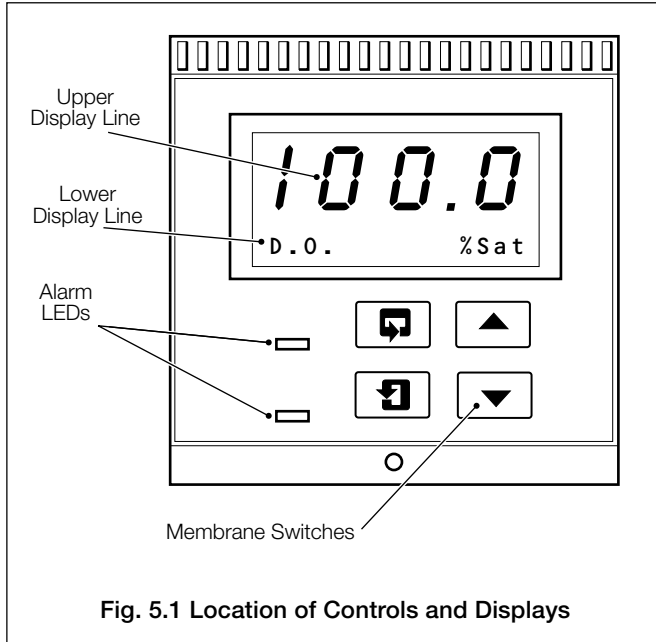 Upper
Display Line
100.0
Lower
Display Line
D.O. %Sat
Alarm
LEDs
Membrane Switches
Fig. 5.1 Location of Controls and Displays